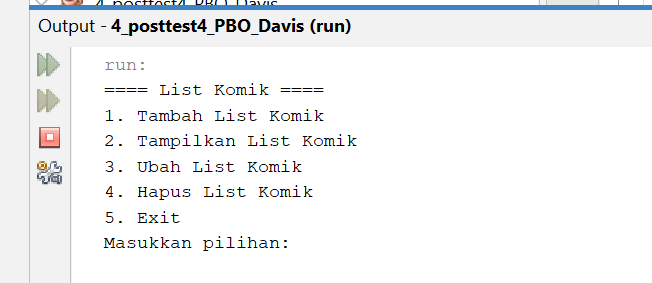 4_posttest4_PBO_Davis
Output - 4_posttest4_PBO_Davis (run)
run:
==== List Komik ====
1. Tambah List Komik
2. Tampilkan List Komik
3. Ubah List Komik
4. Hapus List Komik
5. Exit
Masukkan pilihan: